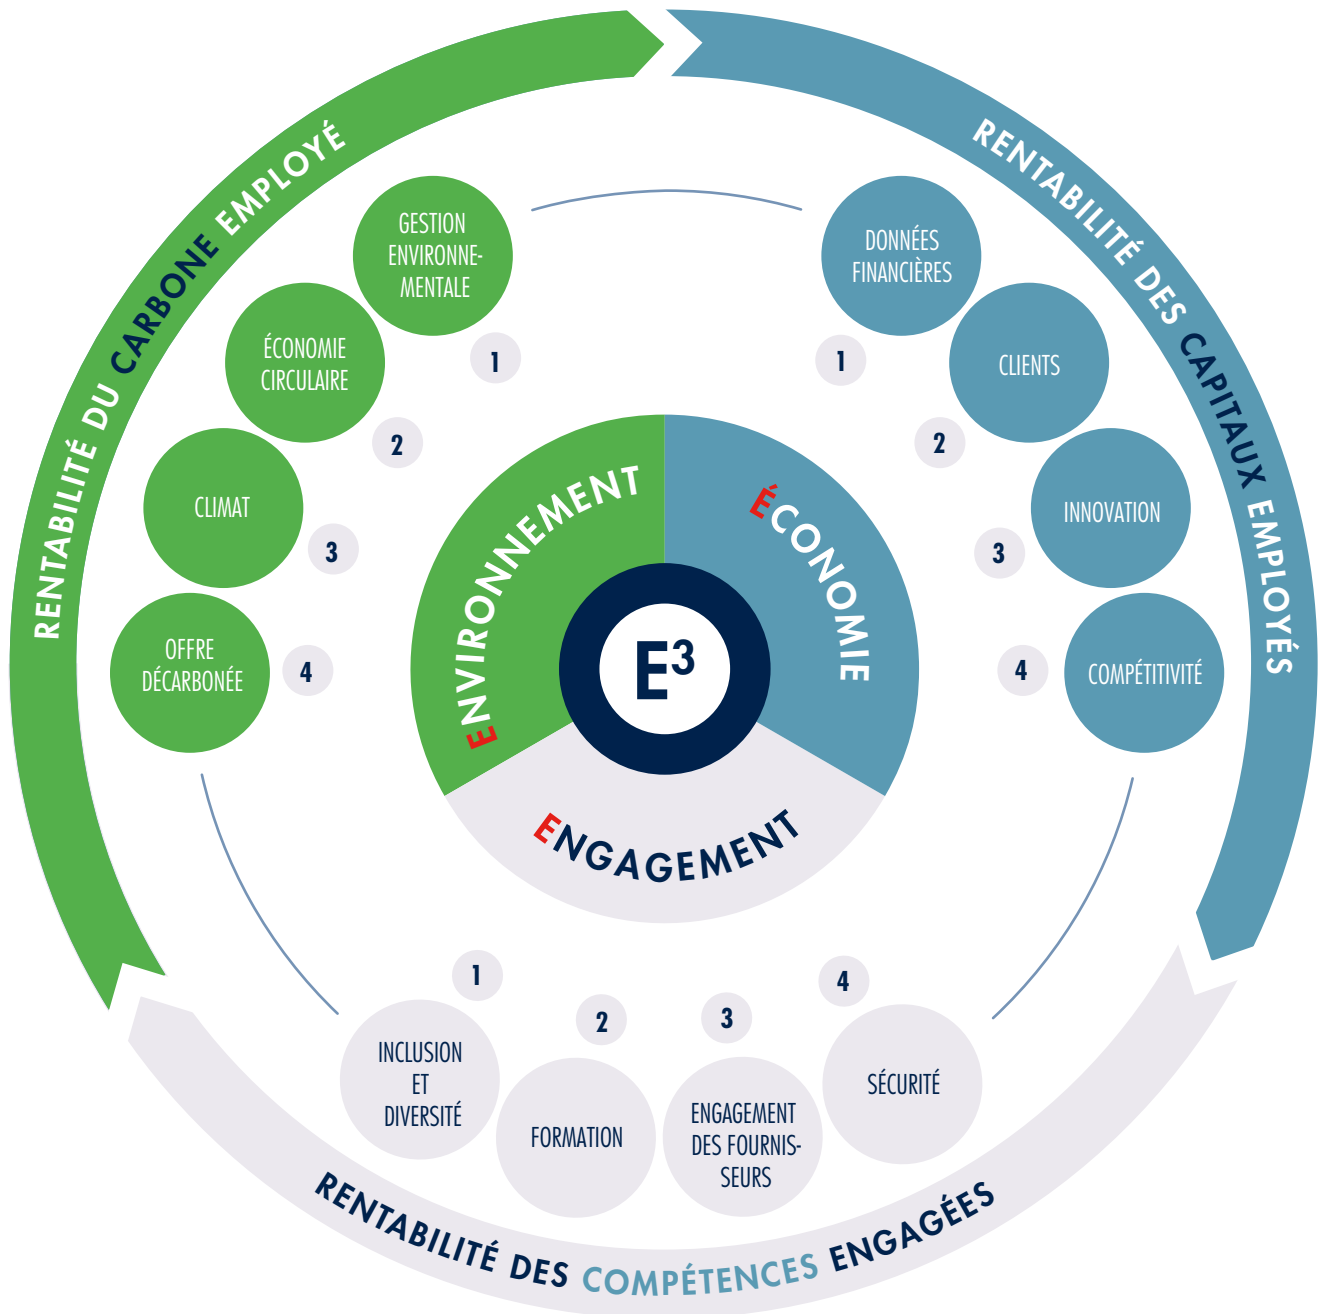 RENTABILITÉ DU CARBONE EMPLOYÉ
GESTION
ENVIRONNE-
MENTALE
1
ÉCONOMIE
CIRCULAIRE
2
CLIMAT
3
OFFRE
DÉCARBONÉE
4
RENTABILITÉ DES CAPITAUX EMPLOYÉS
DONNÉES
FINANCIÈRES
1
CLIENTS
2
INNOVATION
3
COMPÉTITIVITÉ
4
ENVIRONNEMENT
ÉCONOMIE
E³
ENGAGEMENT
1
INCLUSION
ET
DIVERSITÉ
2
FORMATION
3
ENGAGEMENT
DES FOURNIS-
SEURS
4
SÉCURITÉ
RENTABILITÉ DES COMPÉTENCES ENGAGÉES